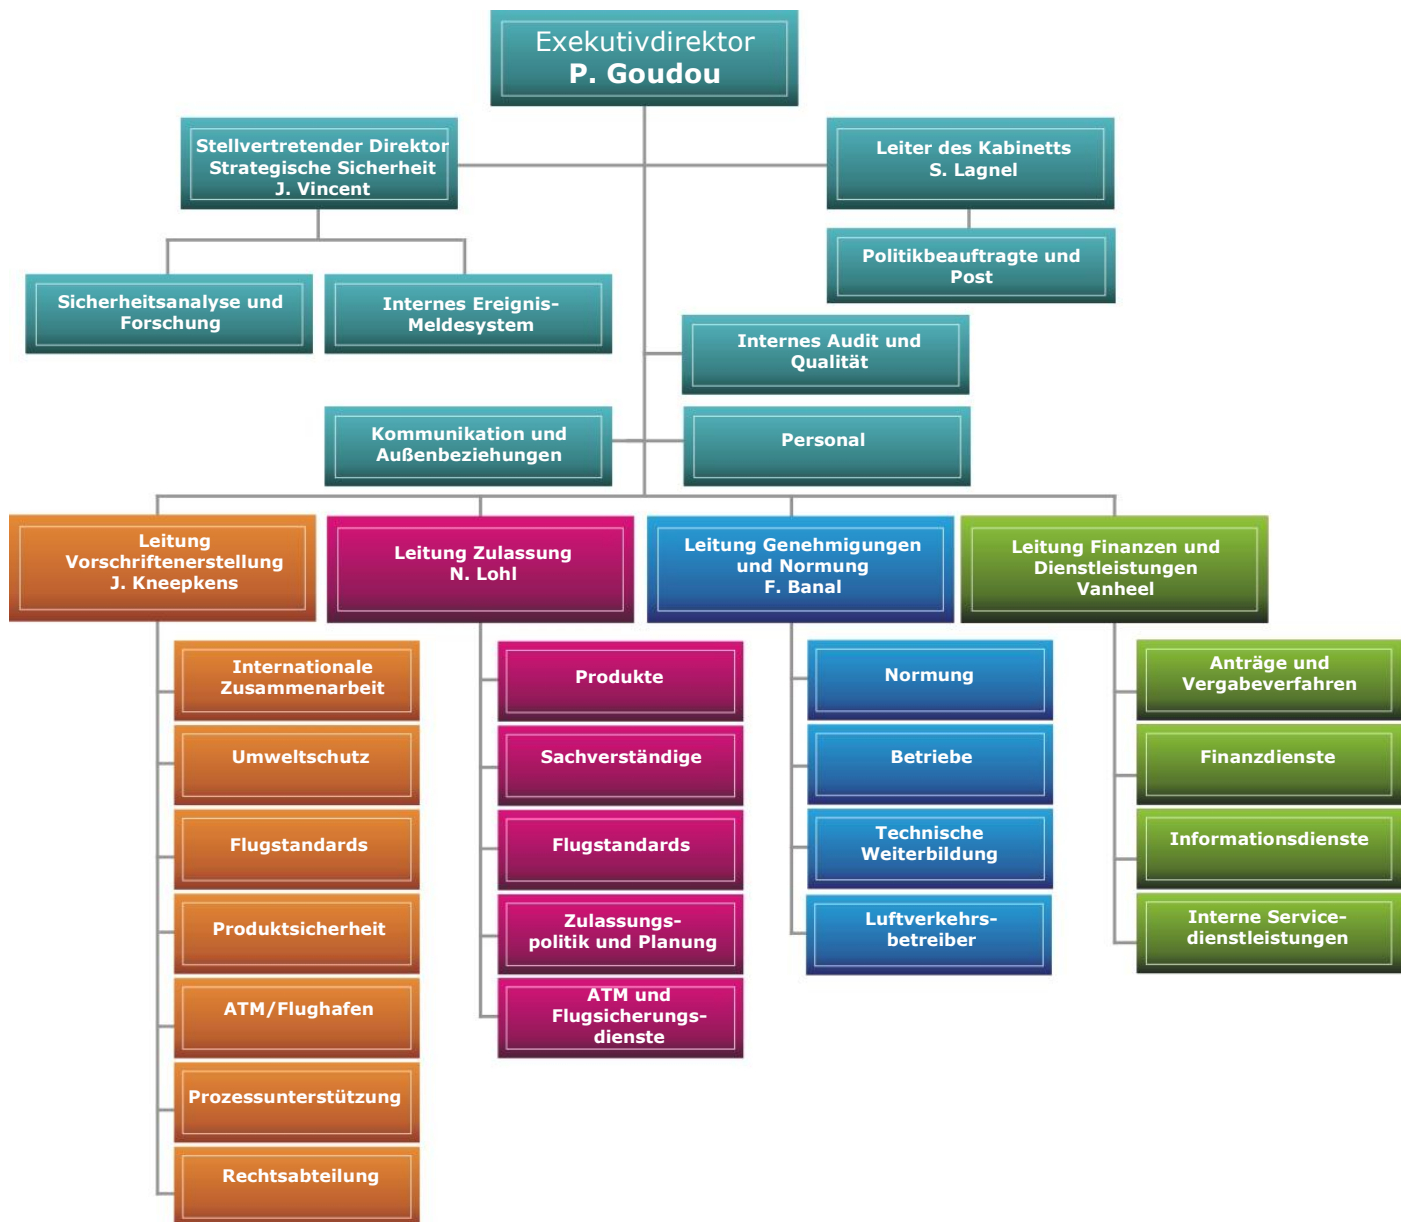 Exekutivdirektor
P. Goudou
Stellvertretender Direktor
Strategische Sicherheit
J. Vincent
Leiter des Kabinetts
S. Lagnel
Politikbeauftragte und
Post
Sicherheitsanalyse und
Forschung
Internes Ereignis-
Meldesystem
Internes Audit und
Qualität
Kommunikation und
Außenbeziehungen
Personal
Leitung
Vorschriftenerstellung
J. Kneepkens
Leitung Zulassung
N. Lohl
Leitung Genehmigungen
und Normung
F. Banal
Leitung Finanzen und
Dienstleistungen
Vanheel
Internationale
Zusammenarbeit
Umweltschutz
Flugstandards
Produktsicherheit
ATM/Flughafen
Prozessunterstützung
Rechtsabteilung
Produkte
Sachverständige
Flugstandards
Zulassungs-
politik und Planung
ATM und
Flugsicherungs-
dienste
Normung
Betriebe
Technische
Weiterbildung
Luftverkehrs-
betreiber
Anträge und
Vergabeverfahren
Finanzdienste
Informationsdienste
Interne Service-
dienstleistungen